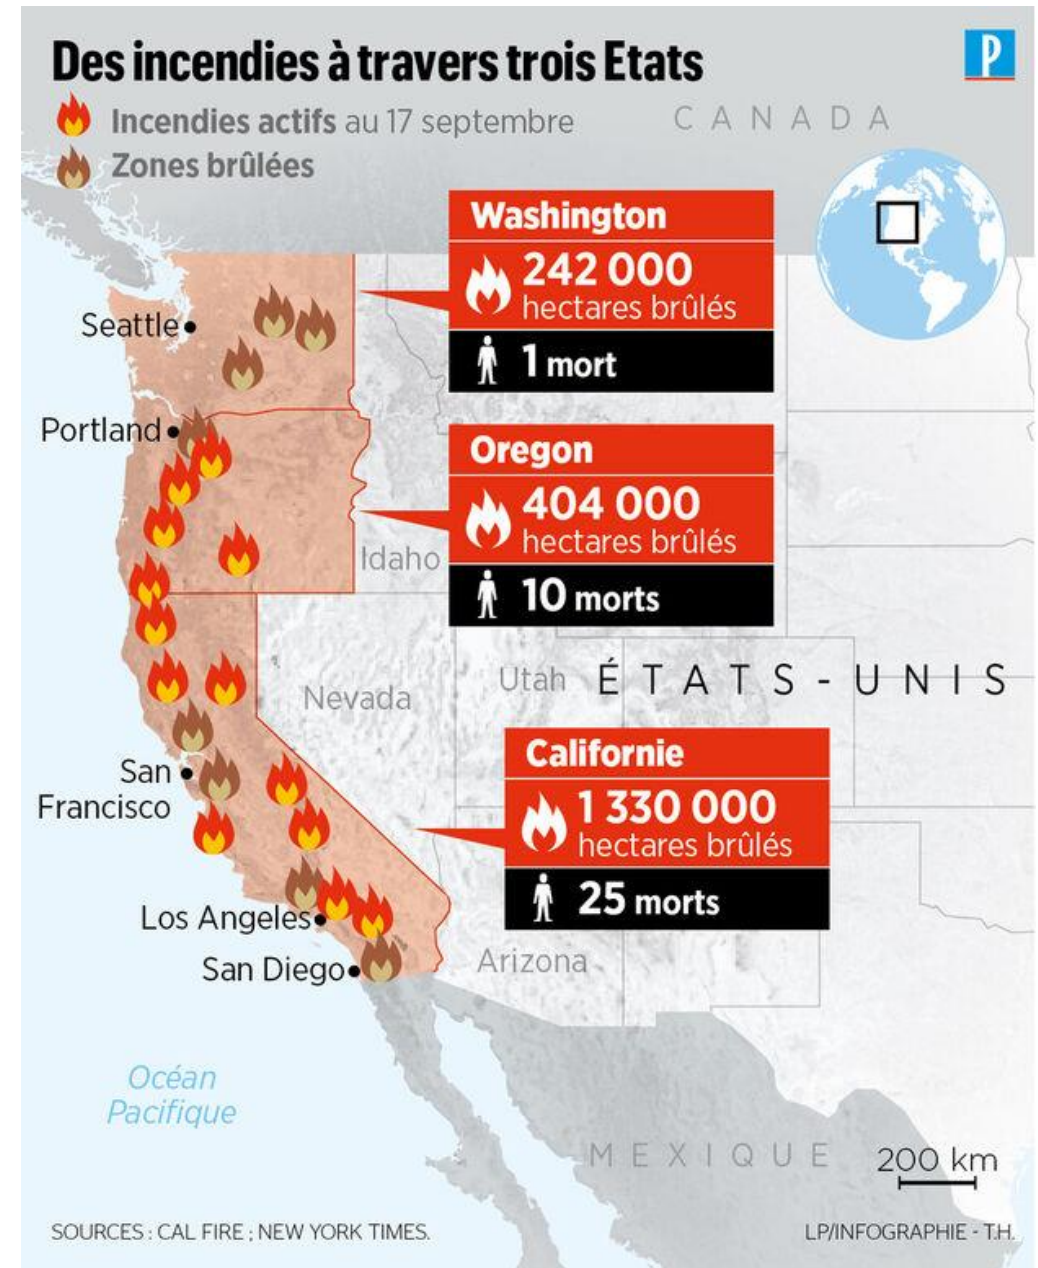 Des incendies à travers trois Etats
P
Incendies actifs au 17 septembre
Zones brûlées
CANADA
Washington
242 000
hectares brûlés
1 mort
Seattle
Portland
Oregon
404 000
hectares brûlés
10 morts
Idaho
Nevada
Utah
ÉTATS-UNIS
Californie
1 330 000
hectares brûlés
25 morts
San
Francisco
Los Angeles
San Diego
Arizona
Océan
Pacifique
MEXIQUE
200 km
SOURCES : CAL FIRE ; NEW YORK TIMES.
LP/INFOGRAPHIE - T.H.